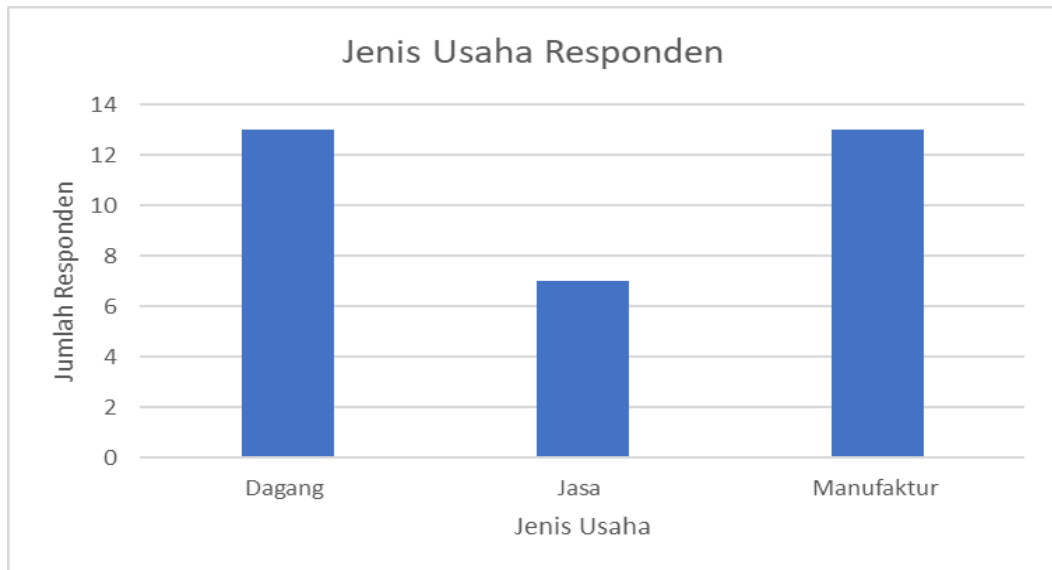 Jenis Usaha Responden
14
12
10
8
6
4
2
0
Jumlah Responden
Dagang
Jasa
Manufaktur
Jenis Usaha